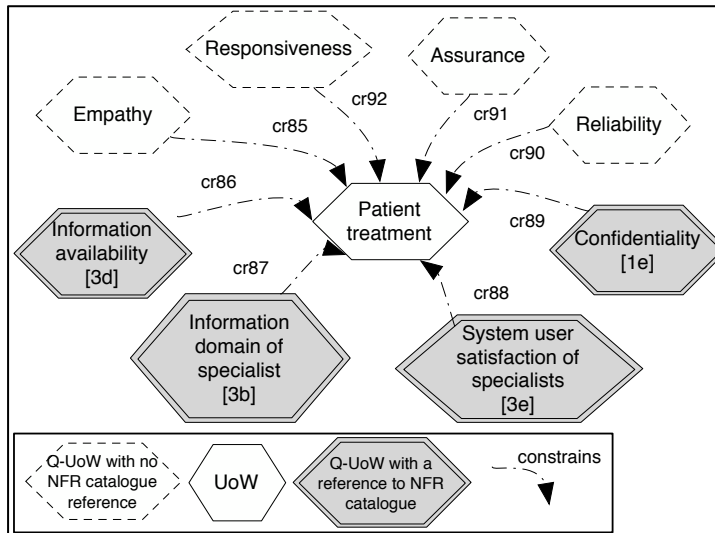 Responsiveness
Assurance
cr92
Empathy
cr91
Reliability
cr85
cr90
cr86
Patient
treatment
Information
availability
[3d]
cr89
Confidentiality
[1e]
cr87
cr88
Information
domain of
specialist
[3b]
System user
satisfaction of
specialists
[3e]
Q-UoW with no
NFR catalogue
reference
UoW
Q-UoW with a
reference to NFR
catalogue
constrains